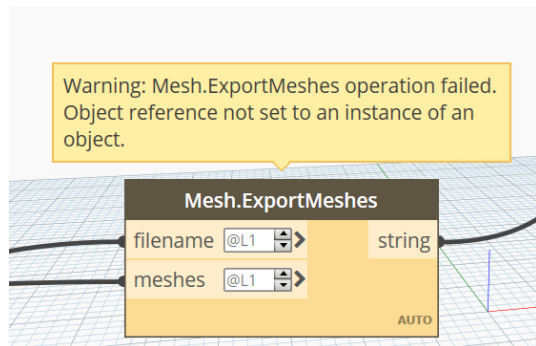 Warning: Mesh.ExportMeshes operation failed.
Object reference not set to an instance of an
object.
Mesh.ExportMeshes
filename @L1 > string
meshes @L1 >
AUTO